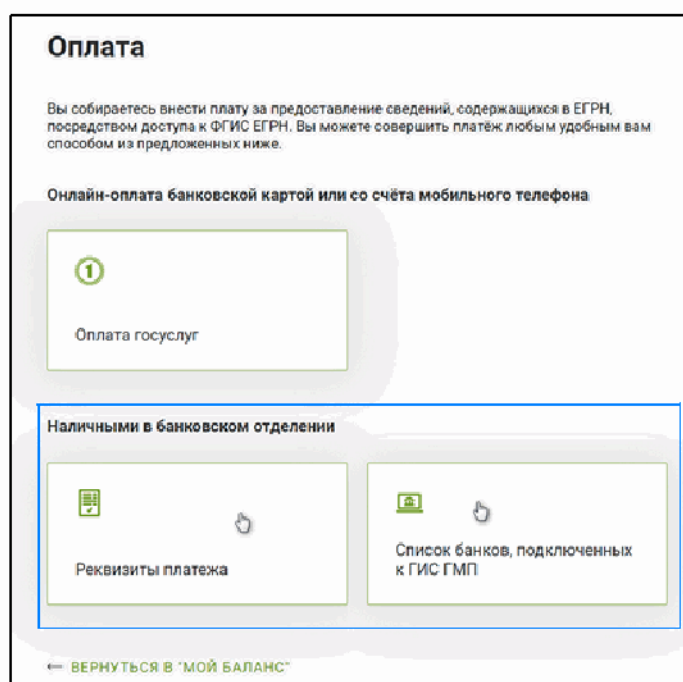 Оплата
Вы собираетесь внести плату за предоставление сведений, содержащихся в ЕГРН,
посредством доступа к ФГИС ЕГРН. Вы можете совершить платёж любым удобным вам
способом из предложенных ниже.
Онлайн-оплата банковской картой или со счёта мобильного телефона
1
Оплата госуслуг
Наличными в банковском отделении
Реквизиты платежа
Список банков, подключенных
к ГИС ГМП
← ВЕРНУТЬСЯ В "МОЙ БАЛАНС"